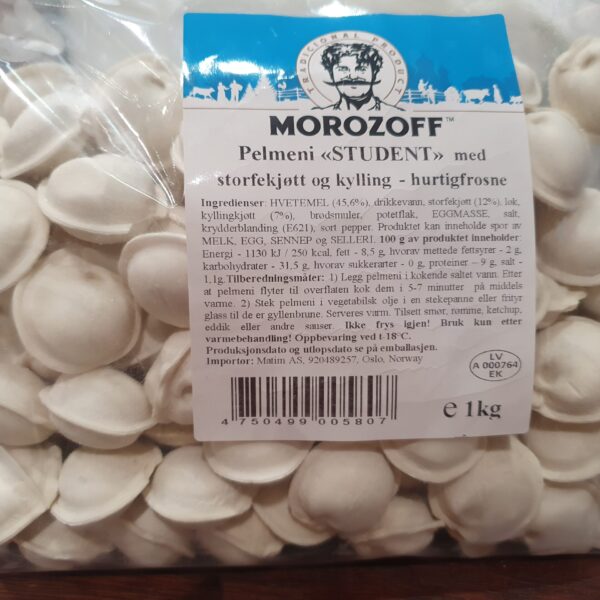 TRADICIONAL PRODUCT
MOROZOFF™
Pelmeni «STUDENT» med
storfekjøtt og kylling - hurtigfrosne
Ingredienser: HVETEMEL (45,6%), drikkevann, storfekjøtt (12%), løk,
kyllingkjøtt (7%), brødsmuler, potetflak, EGGMASSE, salt,
krydderblanding (E621), sort pepper. Produktet kan inneholde spor av
MELK, EGG, SENNEP og SELLERI. 100 g av produktet inneholder:
Energi - 1130 kJ / 250 kcal, fett - 8,5 g, hvorav mettede fettsyrer - 2 g,
karbohydrater - 31,5 g, hvorav sukkerarter - 0 g, proteiner – 9 g, salt -
1,1g. Tilberedningsmåter: 1) Legg pelmeni i kokende saltet vann. Etter
at pelmeni flyter til overflaten kok dem i 5-7 minutter på middels
varme. 2) Stek pelmeni i vegetabilsk olje i en stekepanne eller frityr
glass til de er gyllenbrune. Serveres varm. Tilsett smør, rømme, ketchup,
eddik eller andre sauser. Ikke frys igjen! Bruk kun etter
varmebehandling! Oppbevaring ved t-18°C.
Produksjonsdato og utløpsdato se på emballasjen.
Importør: Matim AS, 920489257, Oslo, Norway
LV
A 000764
EK
4 750499 005807
e 1kg